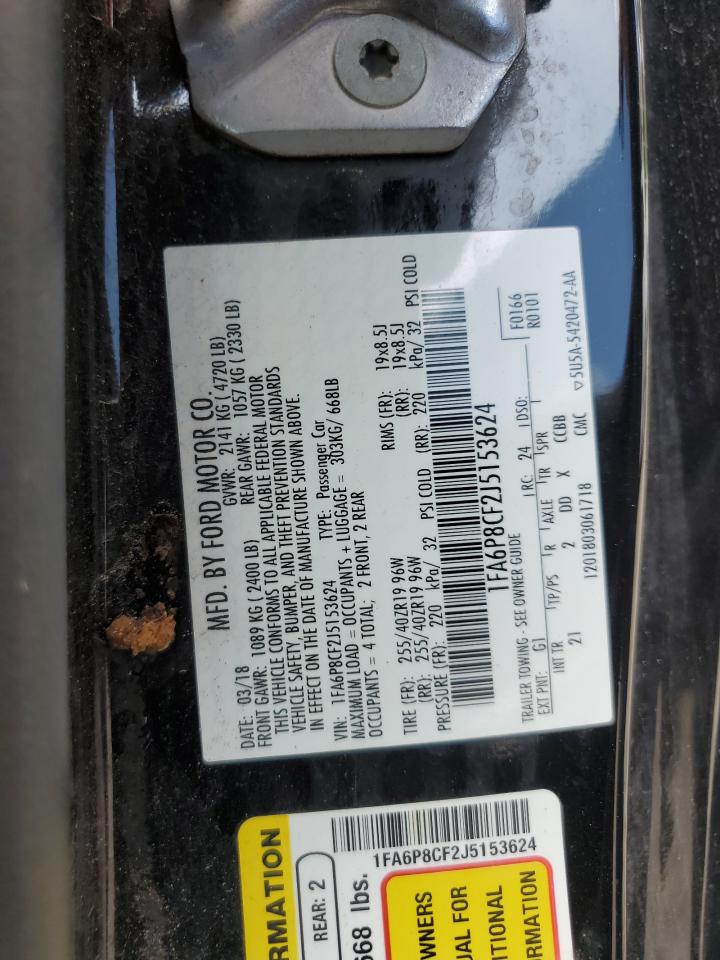 MFD. BY FORD MOTOR CO.
DATE: 03/18 GVWR: 2141 KG ( 4720 LB)
FRONT GAWR: 1089 KG ( 2400 LB) REAR GAWR: 1057 KG ( 2330 LB)
THIS VEHICLE CONFORMS TO ALL APPLICABLE FEDERAL MOTOR
VEHICLE SAFETY, BUMPER, AND THEFT PREVENTION STANDARDS
IN EFFECT ON THE DATE OF MANUFACTURE SHOWN ABOVE.
VIN: 1FA6P8CF2J5153624 TYPE: Passenger Car
MAXIMUM LOAD = OCCUPANTS + LUGGAGE = 303KG/ 668LB
OCCUPANTS = 4 TOTAL; 2 FRONT, 2 REAR
TIRE (FR): 255/40ZR19 96W RIMS (FR): 19x8.5J
(RR): 255/40ZR19 96W (RR): 19x8.5J
PRESSURE (FR): 220 kPa/ 32 PSI COLD (RR): 220 kPa/ 32 PSI COLD
1FA6P8CF2J5153624
TRAILER TOWING - SEE OWNER GUIDE
EXT PNT: G1 RC: 24 DSO: F0166
R0101
INT TR TP/PS R AXLE TR SPR
21 2 DD X CCBB
CMC
I201803061718 ▽5U5A-5420472-AA
RMATION
REAR: 2
668 lbs.
1FA6P8CF2J5153624
OWNERS
UAL FOR
ITIONAL
ORMATION